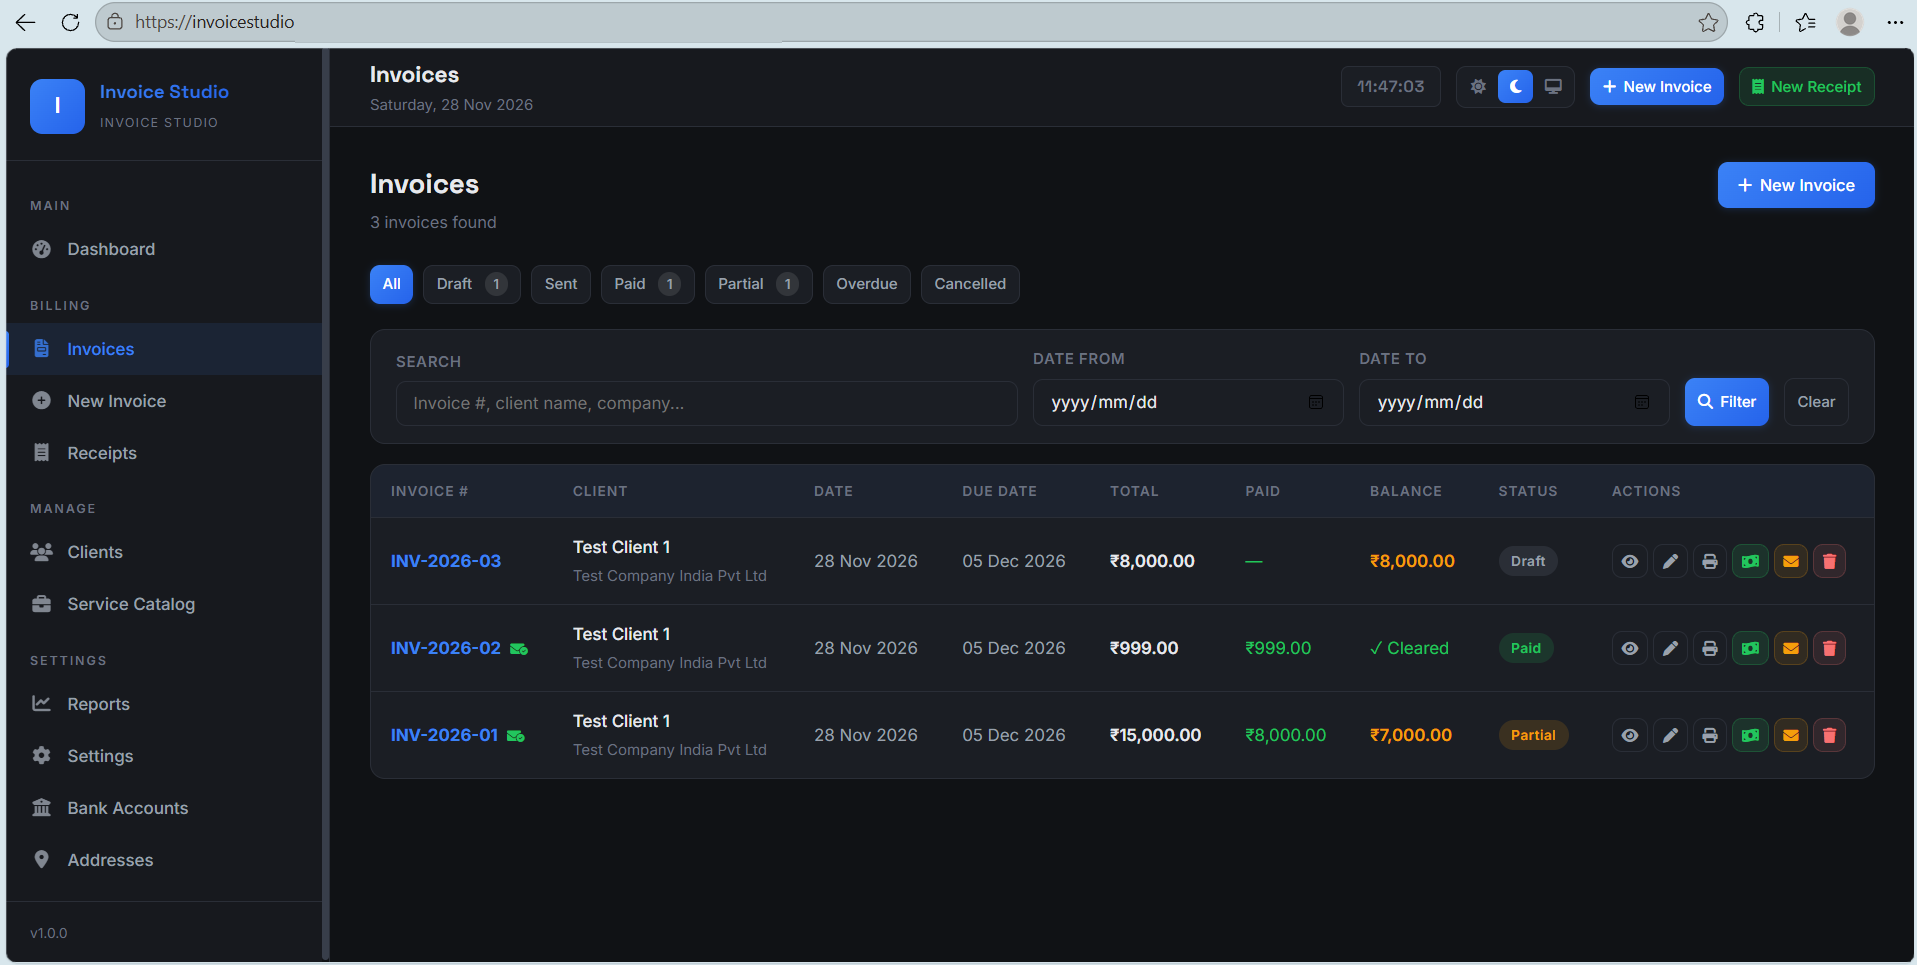 https://invoicestudio
I
Invoice Studio
INVOICE STUDIO
MAIN
Dashboard
BILLING
Invoices
New Invoice
Receipts
MANAGE
Clients
Service Catalog
SETTINGS
Reports
Settings
Bank Accounts
Addresses
v1.0.0
Invoices
Saturday, 28 Nov 2026
11:47:03
+ New Invoice
New Receipt
Invoices
3 invoices found
+ New Invoice
All
Draft 1
Sent
Paid 1
Partial 1
Overdue
Cancelled
SEARCH
Invoice #, client name, company...
DATE FROM
yyyy/mm/dd
DATE TO
yyyy/mm/dd
Filter
Clear
INVOICE # CLIENT DATE DUE DATE TOTAL PAID BALANCE STATUS ACTIONS
INV-2026-03 Test Client 1 28 Nov 2026 05 Dec 2026 ₹8,000.00 — ₹8,000.00 Draft
Test Company India Pvt Ltd
INV-2026-02 Test Client 1 28 Nov 2026 05 Dec 2026 ₹999.00 ₹999.00 ✓ Cleared Paid
Test Company India Pvt Ltd
INV-2026-01 Test Client 1 28 Nov 2026 05 Dec 2026 ₹15,000.00 ₹8,000.00 ₹7,000.00 Partial
Test Company India Pvt Ltd